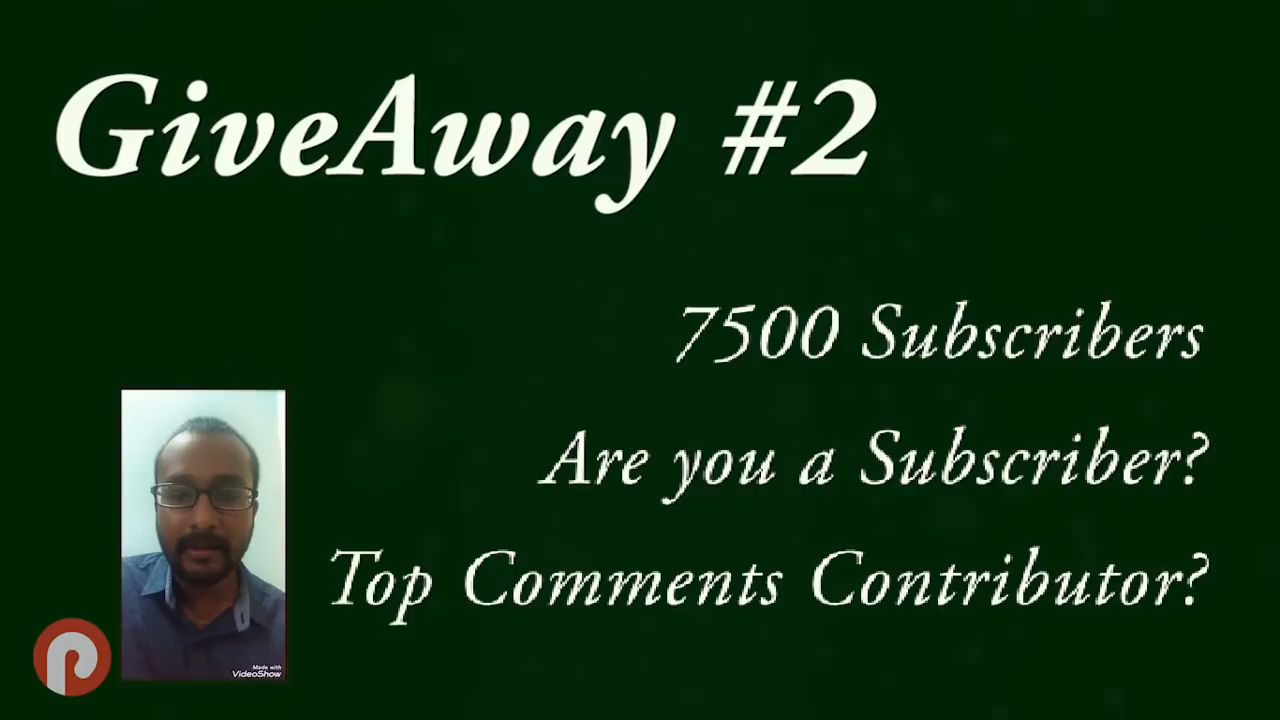 GiveAway #2
7500 Subscribers
Are you a Subscriber?
Top Comments Contributor?
Made with
VideoShow